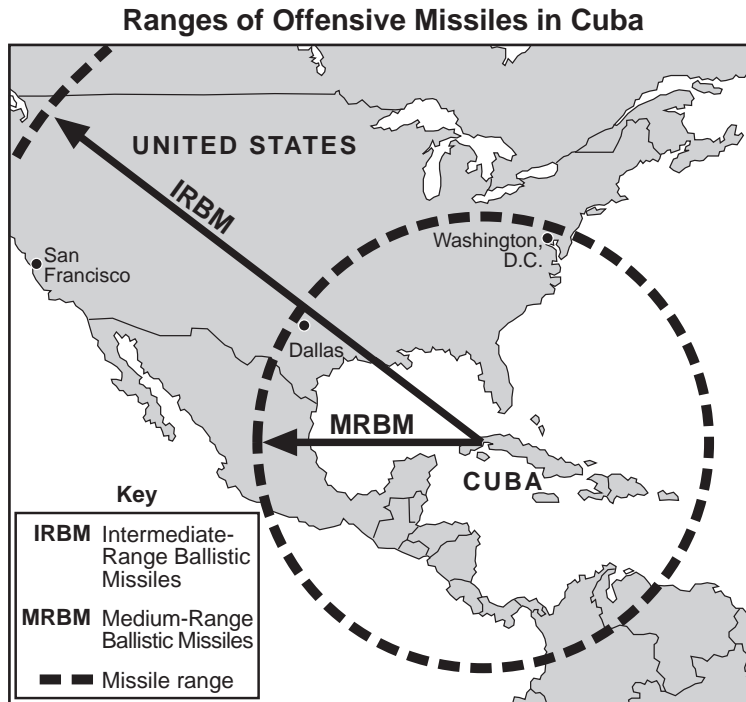 Ranges of Offensive Missiles in Cuba
UNITED STATES
IRBM
Washington,
D.C.
San
Francisco
Dallas
MRBM
CUBA
Key
IRBM Intermediate-
Range Ballistic
Missiles
MRBM Medium-Range
Ballistic Missiles
Missile range